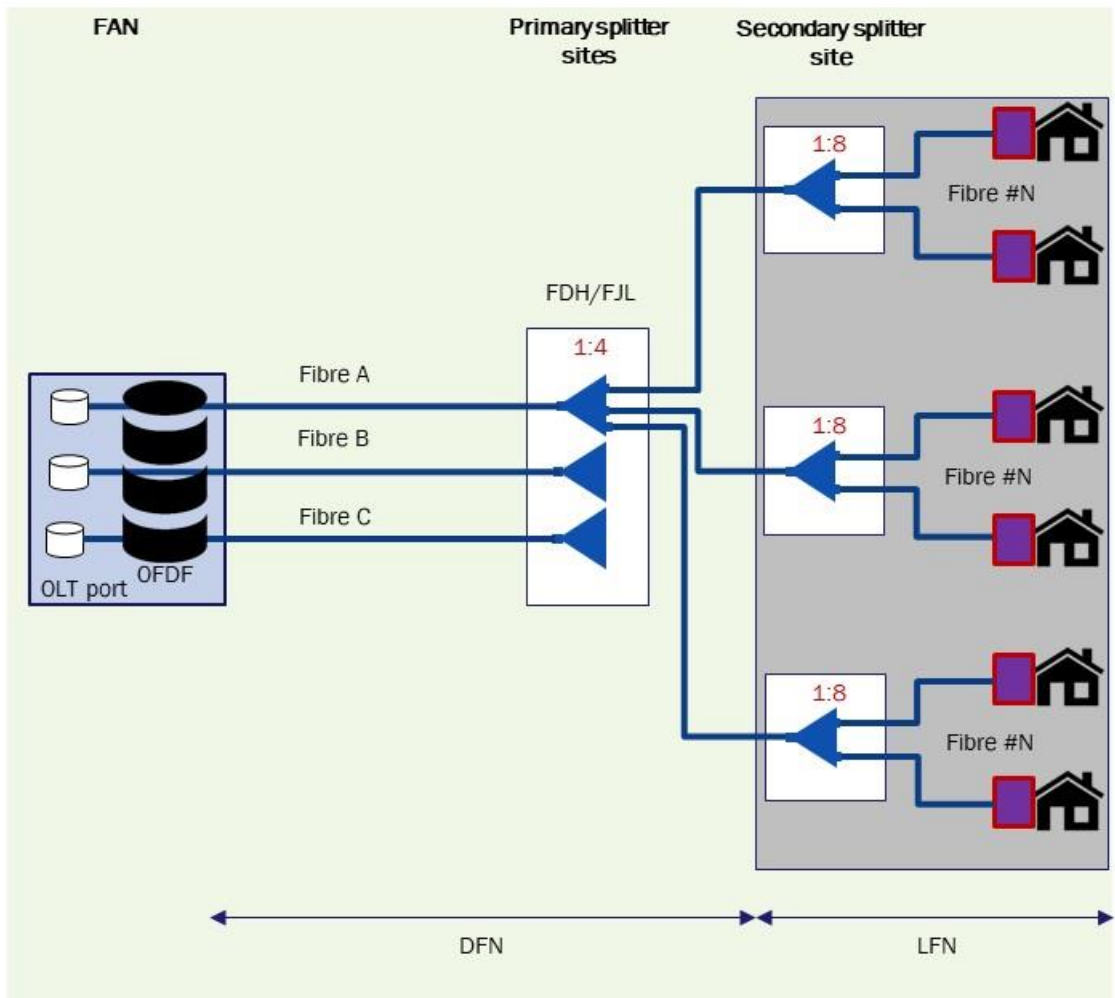 FAN
Primary splitter
sites
Secondary splitter
site
1:8
Fibre #N
FDH/FJL
1:4
Fibre A
Fibre B
Fibre C
OLT port
OFDF
1:8
Fibre #N
1:8
Fibre #N
DFN
LFN